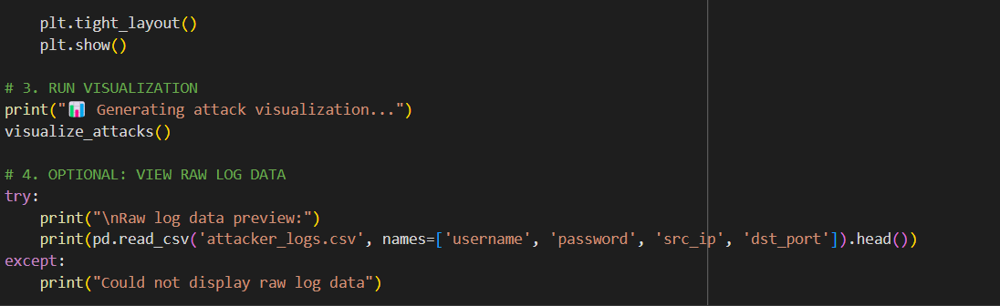 plt.tight_layout()
    plt.show()
# 3. RUN VISUALIZATION
print("📊 Generating attack visualization...")
visualize_attacks()
# 4. OPTIONAL: VIEW RAW LOG DATA
try:
    print("\nRaw log data preview:")
    print(pd.read_csv('attacker_logs.csv', names=['username', 'password', 'src_ip', 'dst_port']).head())
except:
    print("Could not display raw log data")